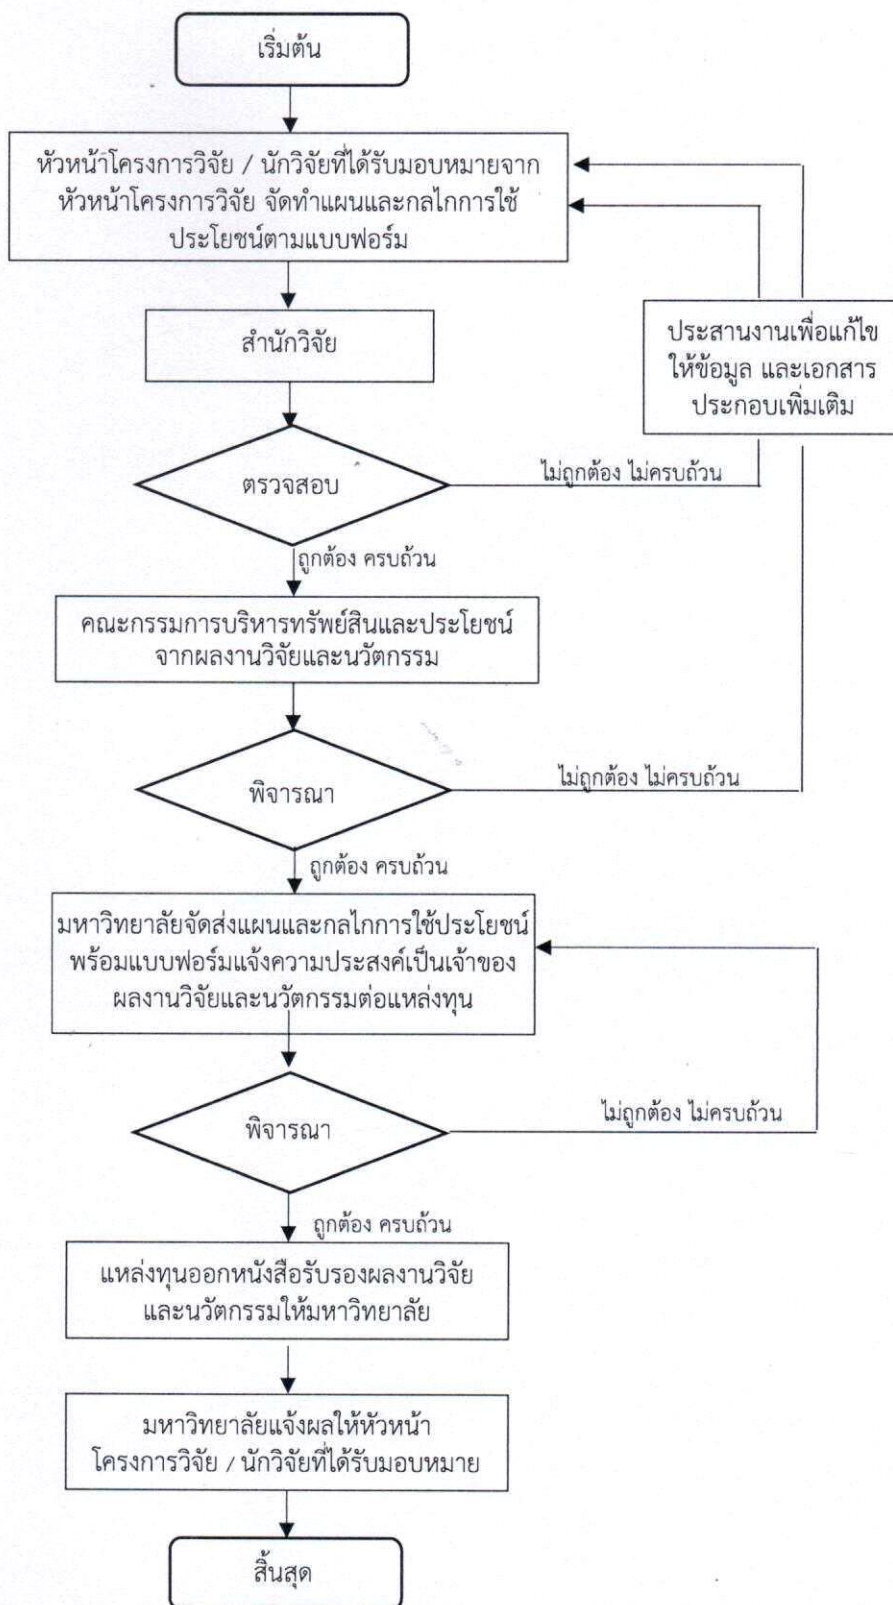 เริ่มต้น
หัวหน้าโครงการวิจัย / นักวิจัยที่ได้รับมอบหมายจาก
หัวหน้าโครงการวิจัย จัดทำแผนและกลไกการใช้
ประโยชน์ตามแบบฟอร์ม
สำนักวิจัย
ประสานงานเพื่อแก้ไข
ให้ข้อมูล และเอกสาร
ประกอบเพิ่มเติม
ตรวจสอบ
ไม่ถูกต้อง ไม่ครบถ้วน
ถูกต้อง ครบถ้วน
คณะกรรมการบริหารทรัพย์สินและประโยชน์
จากผลงานวิจัยและนวัตกรรม
พิจารณา
ไม่ถูกต้อง ไม่ครบถ้วน
ถูกต้อง ครบถ้วน
มหาวิทยาลัยจัดส่งแผนและกลไกการใช้ประโยชน์
พร้อมแบบฟอร์มแจ้งความประสงค์เป็นเจ้าของ
ผลงานวิจัยและนวัตกรรมต่อแหล่งทุน
พิจารณา
ไม่ถูกต้อง ไม่ครบถ้วน
ถูกต้อง ครบถ้วน
แหล่งทุนออกหนังสือรับรองผลงานวิจัย
และนวัตกรรมให้มหาวิทยาลัย
มหาวิทยาลัยแจ้งผลให้หัวหน้า
โครงการวิจัย / นักวิจัยที่ได้รับมอบหมาย
สิ้นสุด